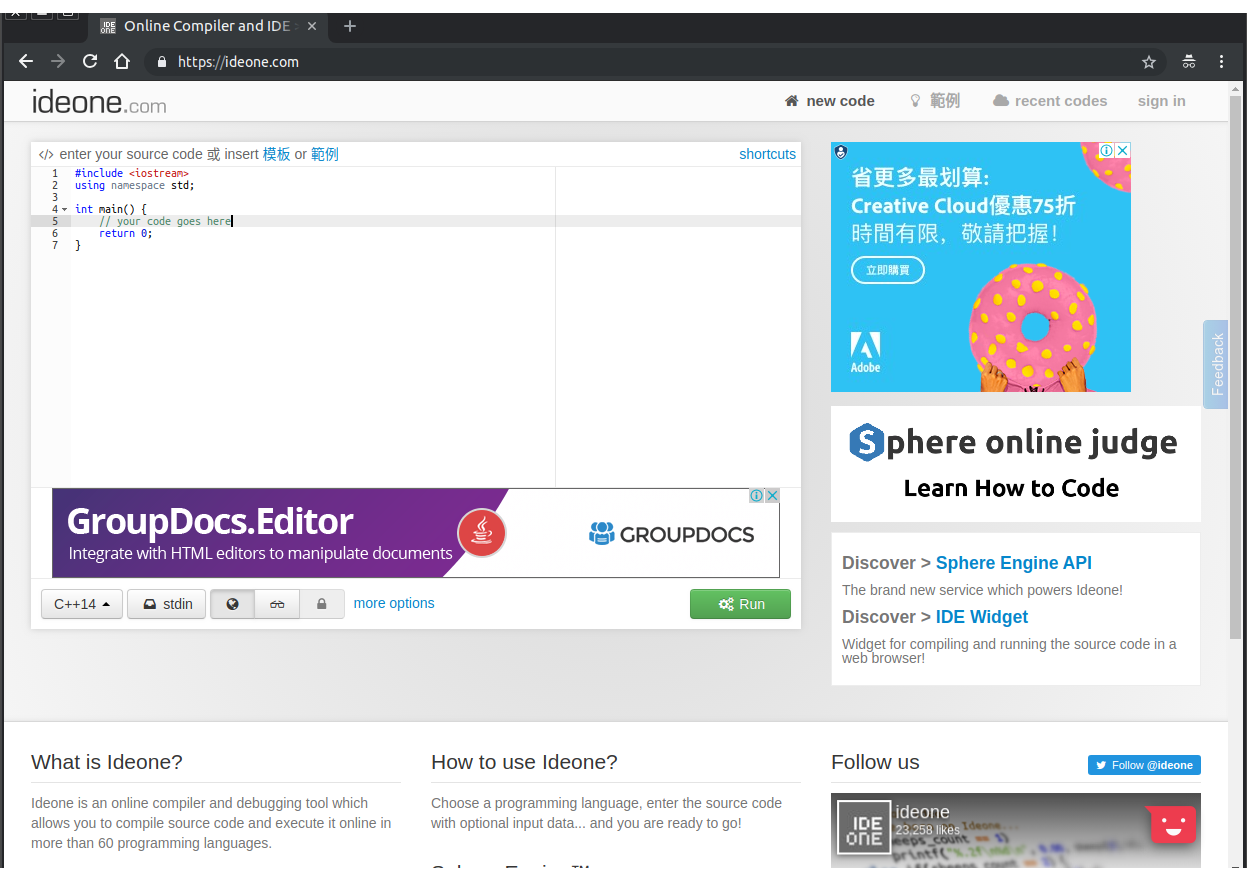 Online Compiler and IDE
https://ideone.com
ideone.com
new code
範例
recent codes
sign in
</> enter your source code 或 insert 模板 or 範例
shortcuts
1 #include <iostream>
2 using namespace std;
3
4 int main() {
5 // your code goes here
6 return 0;
7 }
省更多最划算:
Creative Cloud優惠75折
時間有限，敬請把握!
立即購買
Adobe
Feedback
Sphere online judge
Learn How to Code
GroupDocs.Editor
Integrate with HTML editors to manipulate documents
GROUPDOCS
Discover > Sphere Engine API
The brand new service which powers Ideone!
Discover > IDE Widget
Widget for compiling and running the source code in a
web browser!
C++14
stdin
more options
Run
What is Ideone?
Ideone is an online compiler and debugging tool which
allows you to compile source code and execute it online in
more than 60 programming languages.
How to use Ideone?
Choose a programming language, enter the source code
with optional input data... and you are ready to go!
Follow us
Follow @ideone
IDE
ONE
ideone
23,258 likes